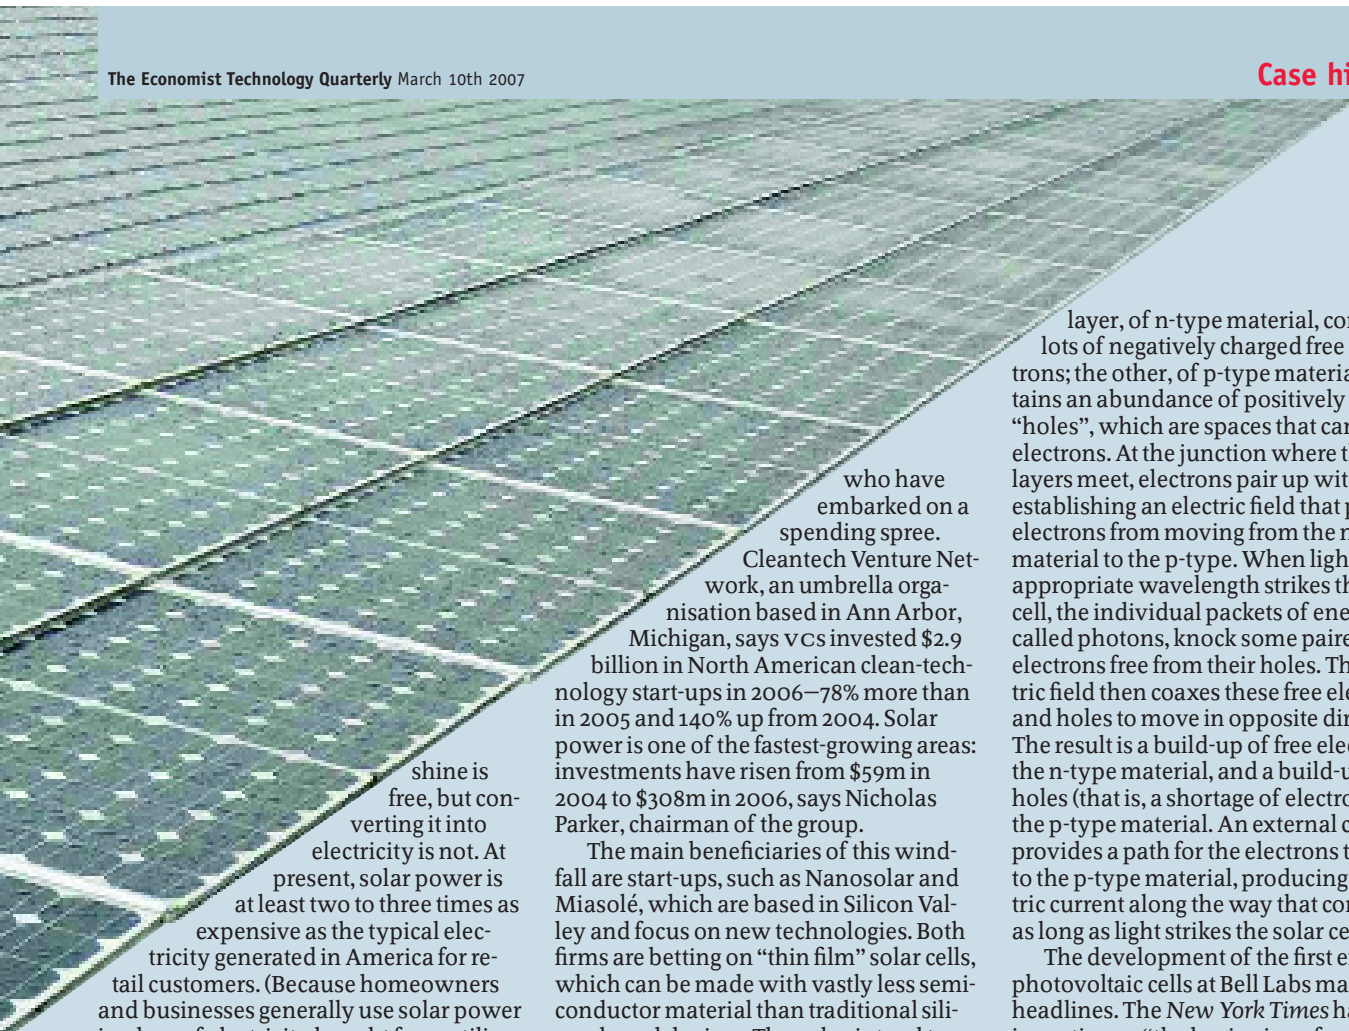 The Economist Technology Quarterly March 10th 2007
Case
shine is
free, but con-
verting it into
electricity is not. At
present, solar power is
at least two to three times as
expensive as the typical elec-
tricity generated in America for re-
tail customers. (Because homeowners
and businesses generally use solar power
who have
embarked on a
spending spree.
Cleantech Venture Net-
work, an umbrella orga-
nisation based in Ann Arbor,
Michigan, says VCs invested $2.9
billion in North American clean-tech-
nology start-ups in 2006—78% more than
in 2005 and 140% up from 2004. Solar
power is one of the fastest-growing areas:
investments have risen from $59m in
2004 to $308m in 2006, says Nicholas
Parker, chairman of the group.
The main beneficiaries of this wind-
fall are start-ups, such as Nanosolar and
Miasolé, which are based in Silicon Val-
ley and focus on new technologies. Both
firms are betting on “thin film” solar cells,
which can be made with vastly less semi-
conductor material than traditional sili-
layer, of n-type material,
lots of negatively charged free
trons; the other, of p-type
tains an abundance of positively
“holes”, which are spaces that
electrons. At the junction where
layers meet, electrons pair up
establishing an electric field that
electrons from moving from the
material to the p-type. When
appropriate wavelength strikes
cell, the individual packets of
called photons, knock some
electrons free from their holes.
tric field then coaxes these free
and holes to move in opposite
The result is a build-up of free
the n-type material, and a
holes (that is, a shortage of
the p-type material. An external
provides a path for the electrons
to the p-type material, producing
tric current along the way that
as long as light strikes the solar
The development of the first
photovoltaic cells at Bell Labs
headlines. The New York Times